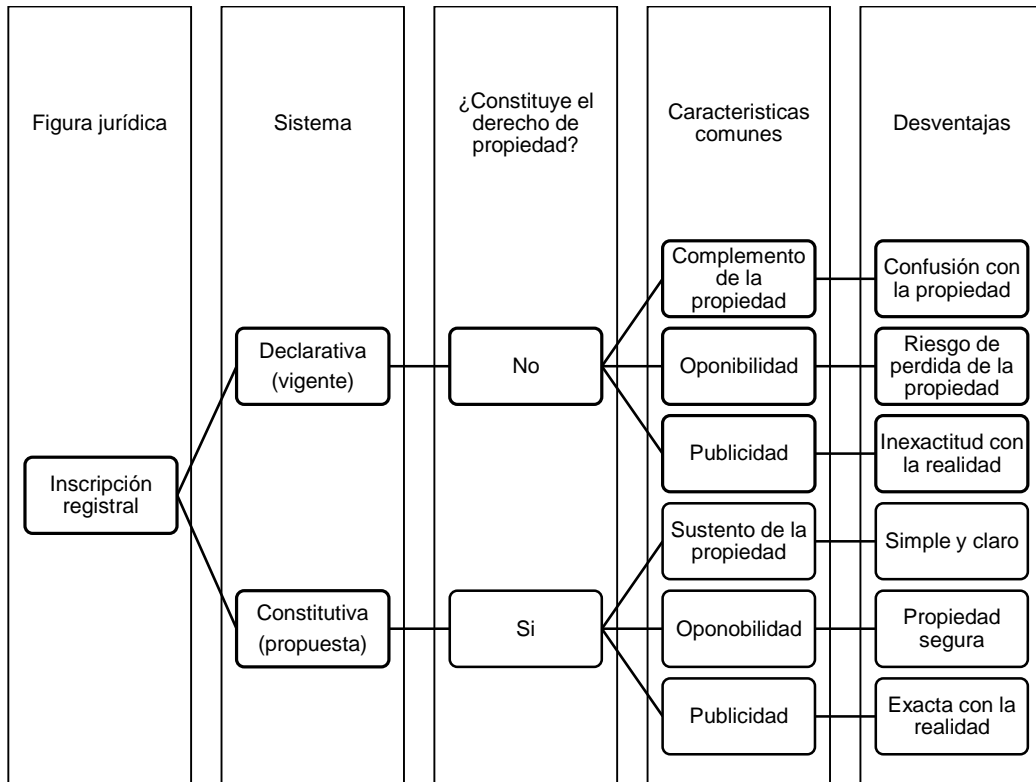 Figura jurídica
Sistema
¿Constituye el
derecho de
propiedad?
Caracteristicas
comunes
Desventajas
Inscripción
registral
Declarativa
(vigente)
No
Complemento
de la
propiedad
Confusión con
la propiedad
Oponibilidad
Riesgo de
perdida de la
propiedad
Publicidad
Inexactitud con
la realidad
Constitutiva
(propuesta)
Si
Sustento de la
propiedad
Simple y claro
Oponobilidad
Propiedad
segura
Publicidad
Exacta con la
realidad